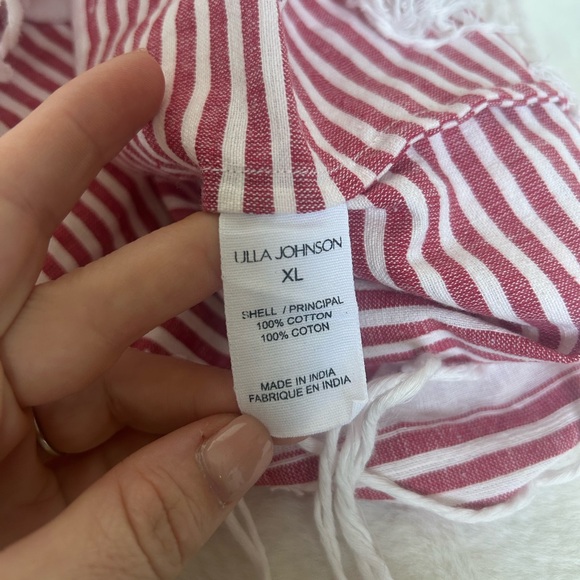 ULLA JOHNSON
XL
SHELL / PRINCIPAL
100% COTTON
100% COTON
MADE IN INDIA
FABRIQUE EN INDIA